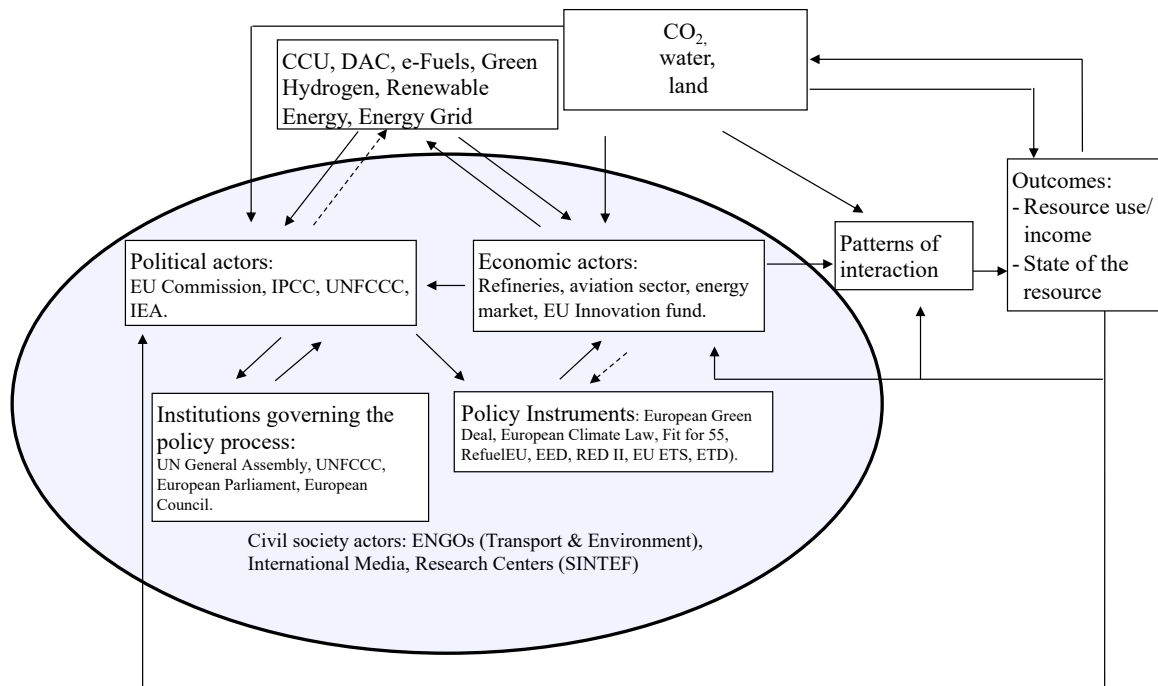 CO2,
water,
land
CCU, DAC, e-Fuels, Green
Hydrogen, Renewable
Energy, Energy Grid
Outcomes:
- Resource use/
income
- State of the
resource
Patterns of
interaction
Political actors:
EU Commission, IPCC, UNFCCC,
IEA.
Economic actors:
Refineries, aviation sector, energy
market, EU Innovation fund.
Institutions governing the
policy process:
UN General Assembly, UNFCCC,
European Parliament, European
Council.
Policy Instruments: European Green
Deal, European Climate Law, Fit for 55,
RefuelEU, EED, RED II, EU ETS, ETD).
Civil society actors: ENGOs (Transport & Environment),
International Media, Research Centers (SINTEF)